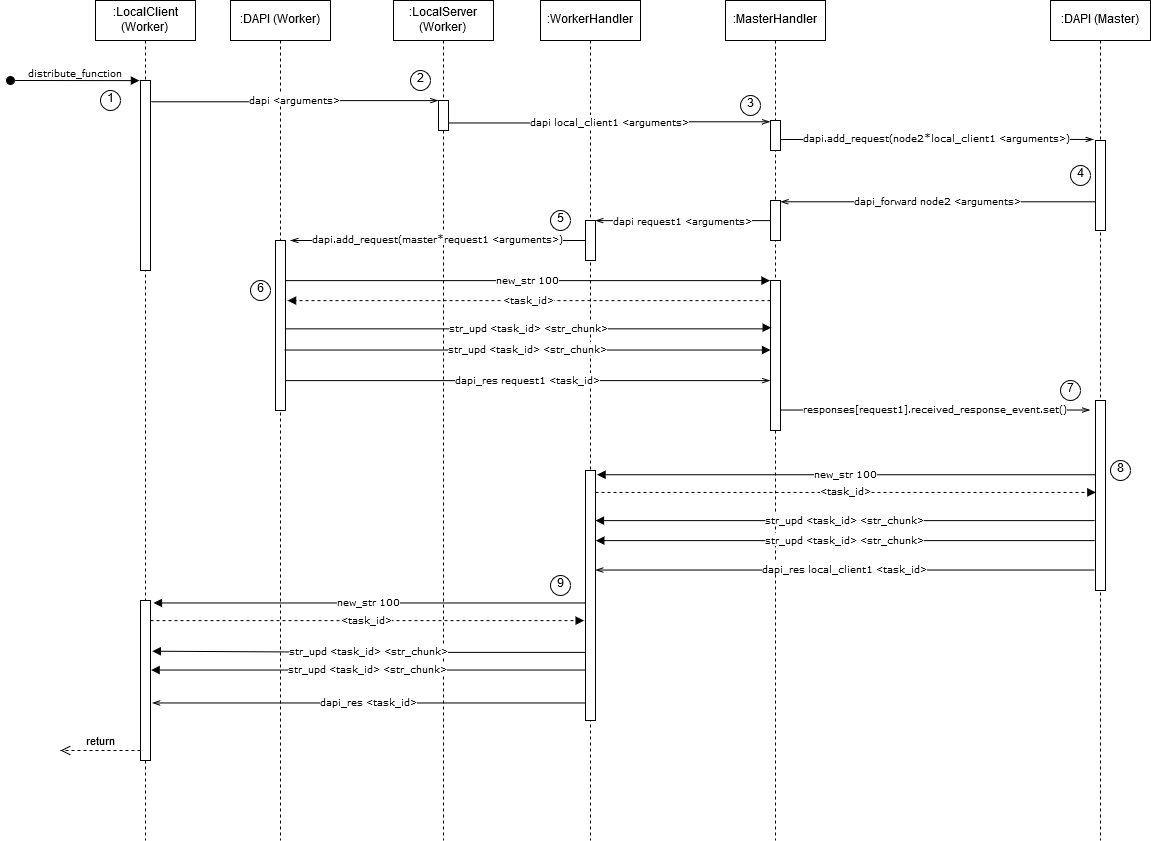 :LocalClient
(Worker)
:DAPI (Worker)
:LocalServer
(Worker)
:WorkerHandler
:MasterHandler
:DAPI (Master)
distribute_function
1
dapi <arguments>
2
dapi local_client1 <arguments>
3
dapi.add_request(node2*local_client1 <arguments>)
4
dapi_forward node2 <arguments>
5
dapi request1 <arguments>
dapi.add_request(master*request1 <arguments>)
6
new_str 100
<task_id>
str_upd <task_id> <str_chunk>
str_upd <task_id> <str_chunk>
dapi_res request1 <task_id>
7
responses[request1].received_response_event.set()
8
new_str 100
<task_id>
str_upd <task_id> <str_chunk>
str_upd <task_id> <str_chunk>
dapi_res local_client1 <task_id>
9
new_str 100
<task_id>
str_upd <task_id> <str_chunk>
str_upd <task_id> <str_chunk>
dapi_res <task_id>
return